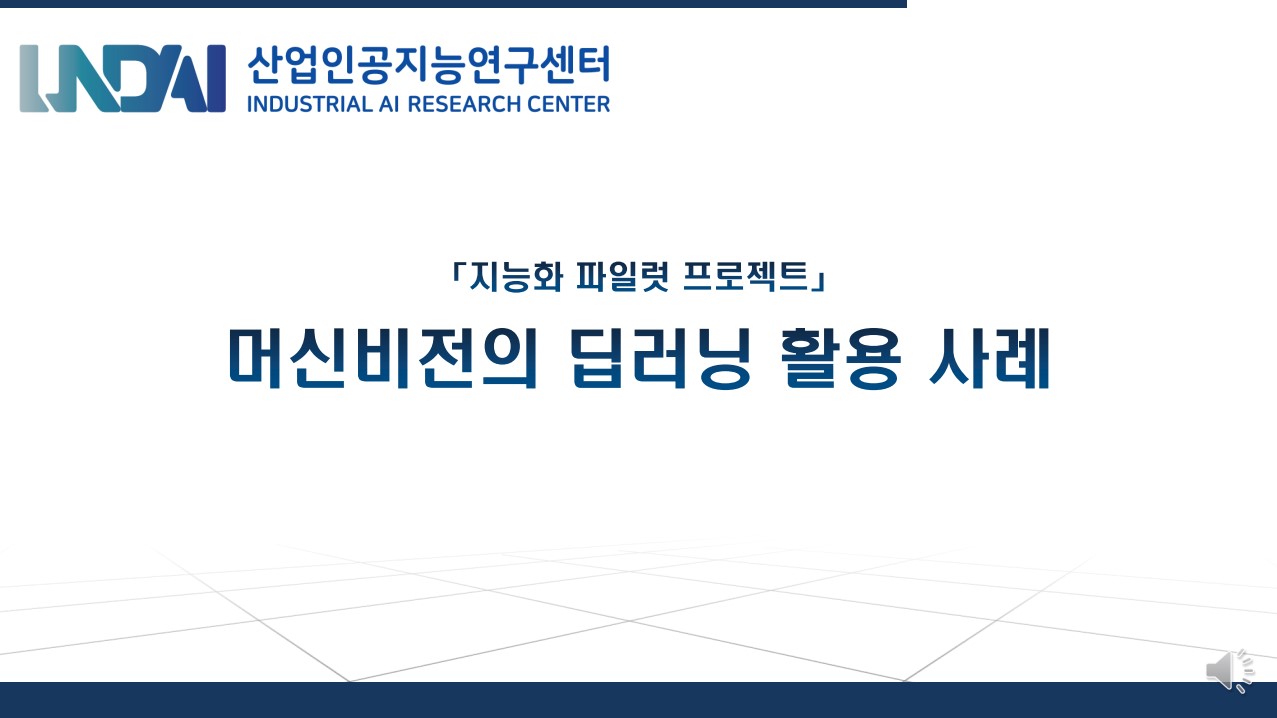 INDAI
산업인공지능연구센터
INDUSTRIAL AI RESEARCH CENTER
「지능화 파일럿 프로젝트」
머신비전의 딥러닝 활용 사례